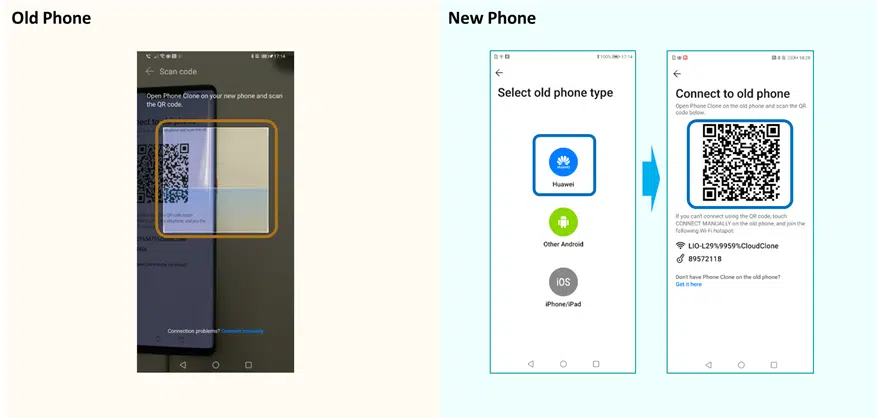 Old Phone
17:14
Scan code
Open Phone Clone on your new phone and scan
the QR code.
Connection problems? Connect manually
New Phone
100% 17:14
Select old phone type
HUAWEI
Huawei
Other Android
iOS
iPhone/iPad
18:29
Connect to old phone
Open Phone Clone on the old phone and scan the QR
code below.
If you can't connect using the QR code, touch
CONNECT MANUALLY on the old phone, and join the
following Wi-Fi hotspot:
LIO-L29%9959%CloudClone
89572118
Don't have Phone Clone on the old phone?
Get it here